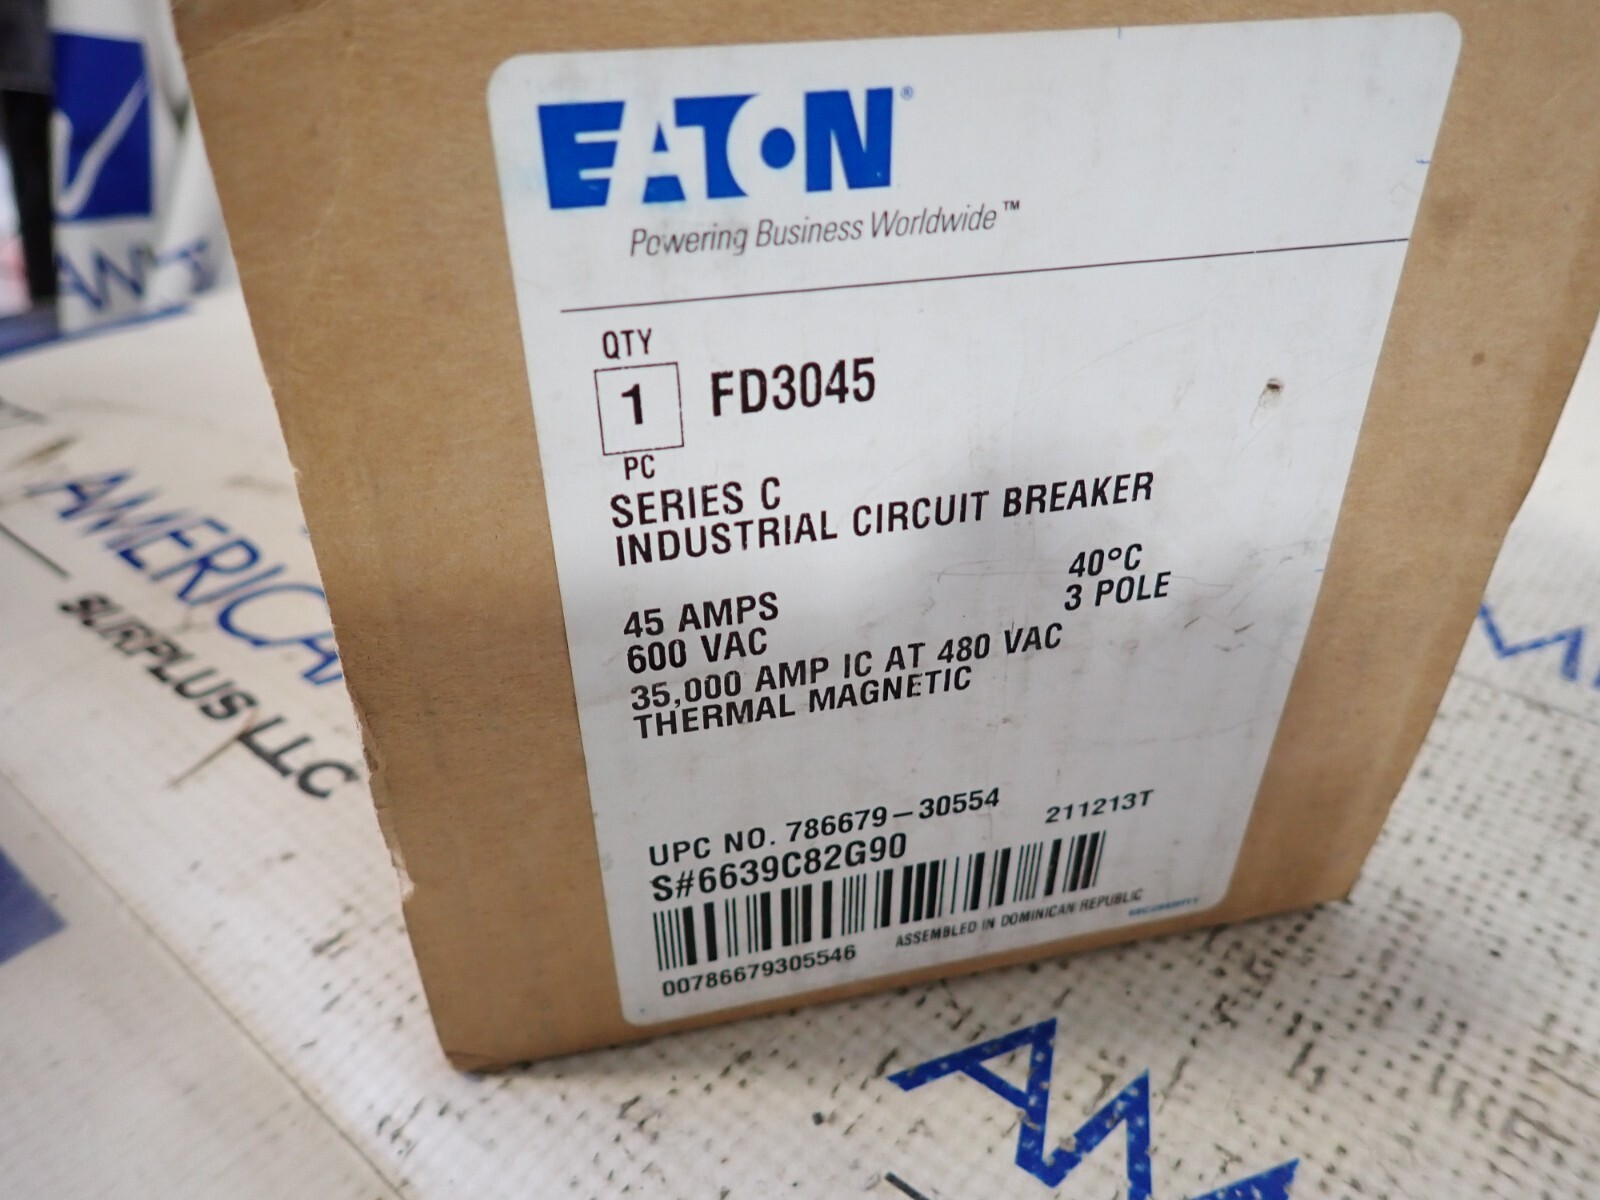 EATON®
Powering Business Worldwide™
QTY
1 FD3045
PC
SERIES C
INDUSTRIAL CIRCUIT BREAKER
45 AMPS 40°C
600 VAC 3 POLE
35,000 AMP IC AT 480 VAC
THERMAL MAGNETIC
UPC NO. 786679-30554 211213T
S#6639C82G90
00786679305546 ASSEMBLED IN DOMINICAN REPUBLIC
AMERICAN
SURPLUS LLC